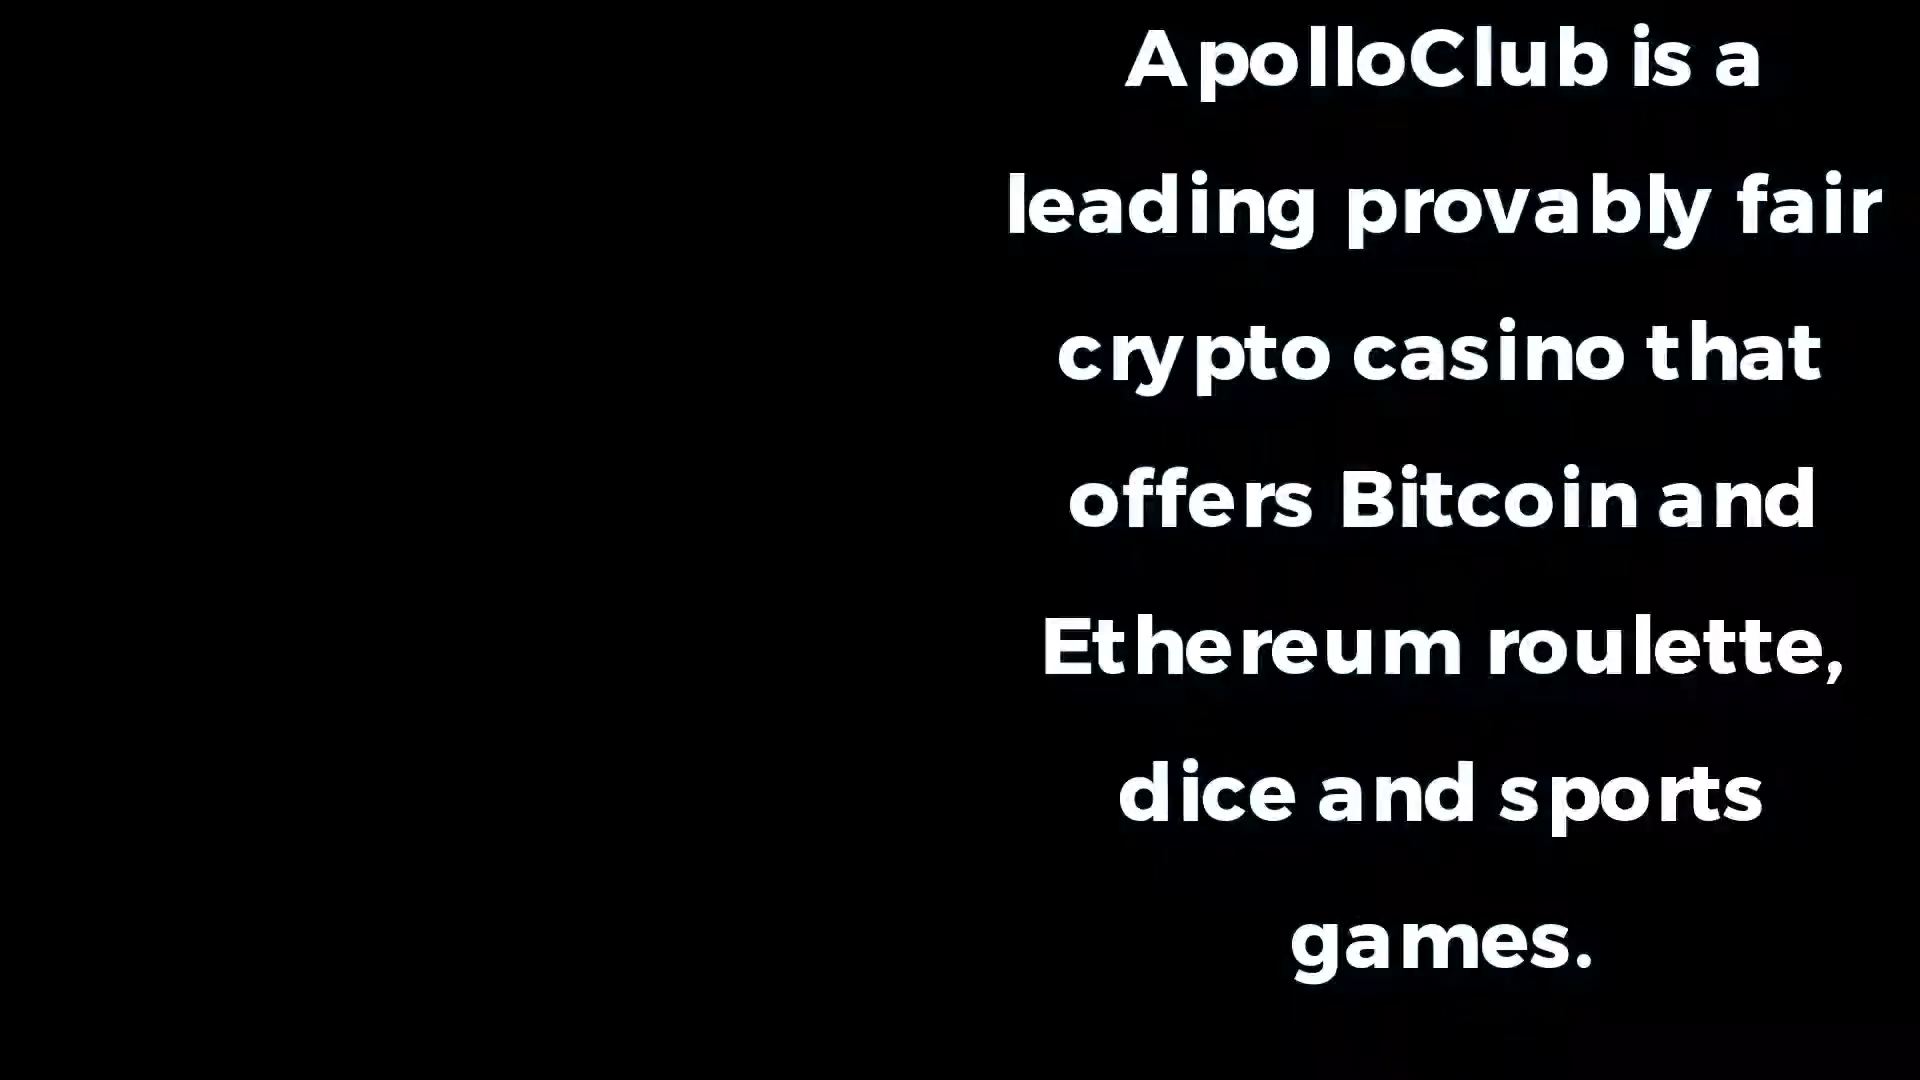 ApolloClub is a
leading provably fair
crypto casino that
offers Bitcoin and
Ethereum roulette,
dice and sports
games.